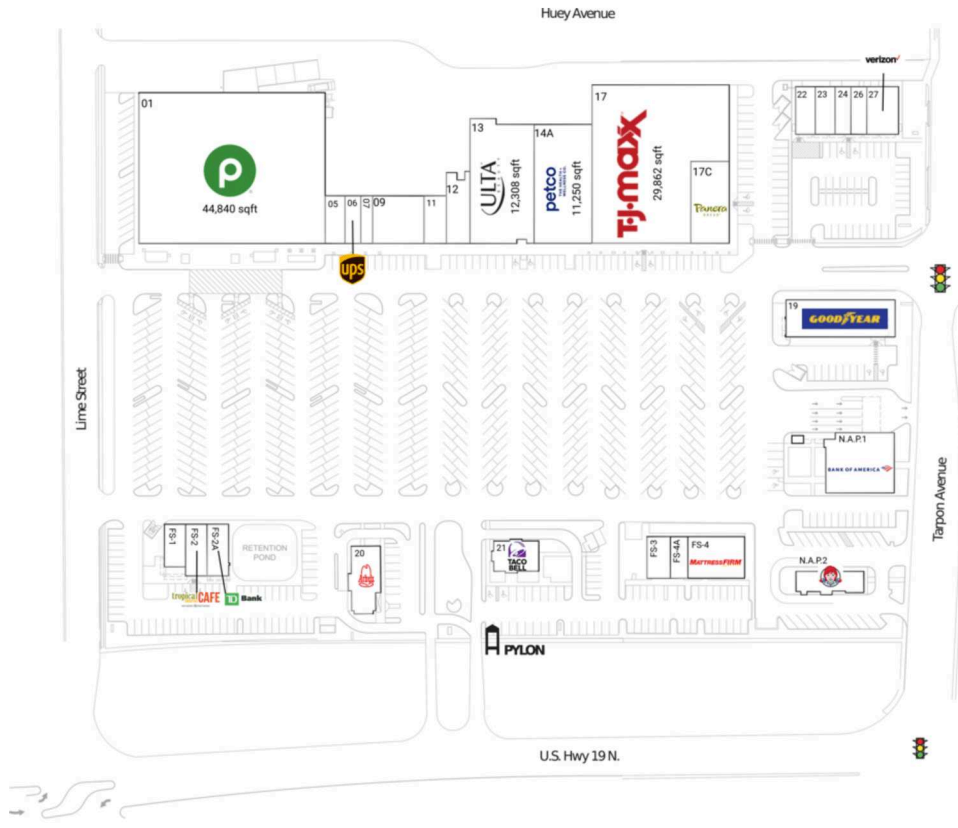 Huey Avenue
verizon
01
44,840 sqft
05
06
07
09
11
12
13
ULTA
BEAUTY
12,308 sqft
14A
petco
11,250 sqft
17
T·J·maxx
29,862 sqft
17C
Panera
BREAD
22
23
24
26
27
ups
19
GOODYEAR
Lime Street
N.A.P.1
BANK OF AMERICA
Tarpon Avenue
FS-1
FS-2
FS-2A
RETENTION
POND
tropical
CAFE
TD Bank
20
21
TACO
BELL
FS-3
FS-4A
FS-4
MATTRESSFIRM
N.A.P.2
PYLON
U.S. Hwy 19 N.